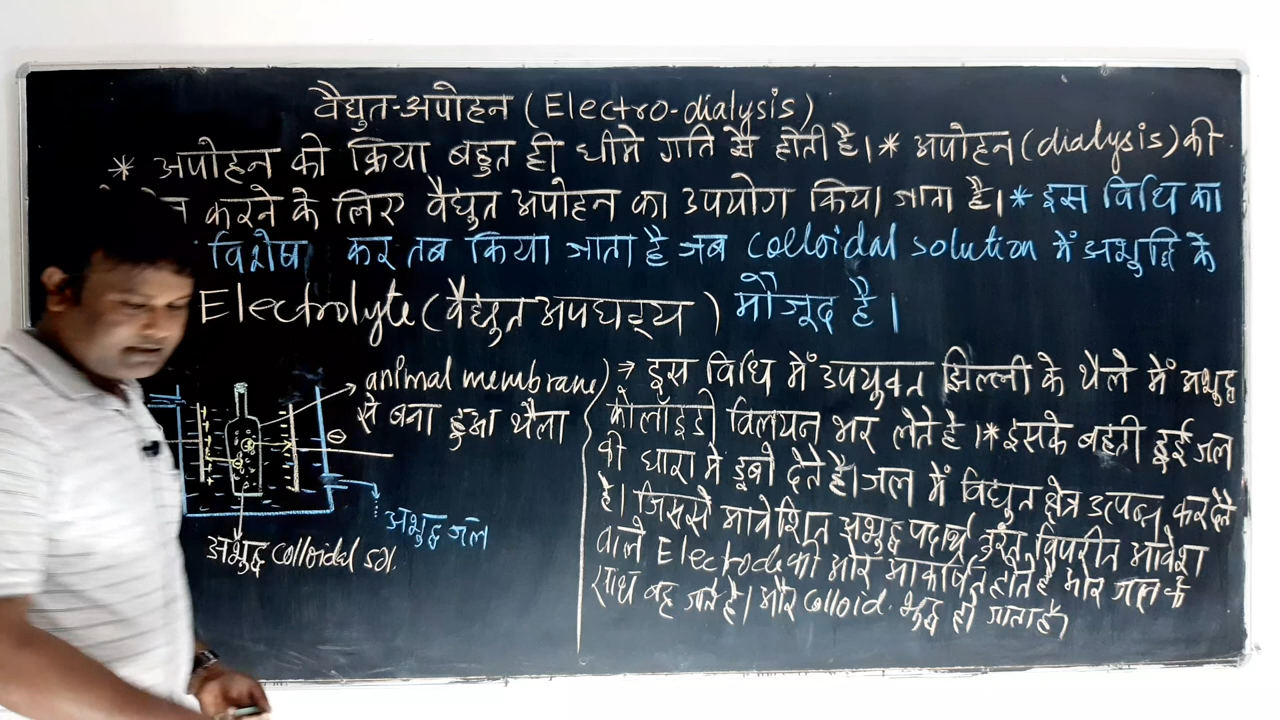 वैद्युत-अपोहन (Electro-dialysis)
* अपोहन की क्रिया बहुत ही धीमे गति से होती है। * अपोहन (dialysis) की
करने के लिए वैद्युत अपोहन का उपयोग किया जाता है। * इस विधि का
विशेष कर तब किया जाता है जब colloidal solution में अशुद्धि के
Electrolyte (वैद्युत अपघट्य) मौजूद है।
animal membrane
से बना हुआ थैला
⊖
अशुद्ध जल
अशुद्ध colloidal sol.
→ इस विधि में उपयुक्त झिल्ली के थैले में अशुद्ध
कोलॉइडी विलयन भर लेते है। * इसके बहती हुई जल
की धारा में डूबो देते है। जल में विद्युत क्षेत्र उत्पन्न कर देते
है। जिससे आवेशित अशुद्ध पदार्थ तुरंत विपरीत आवेश
वाले Electrode की ओर आकर्षित होते है और जल के
साथ बह जाते है। और colloid शुद्ध हो जाता है।